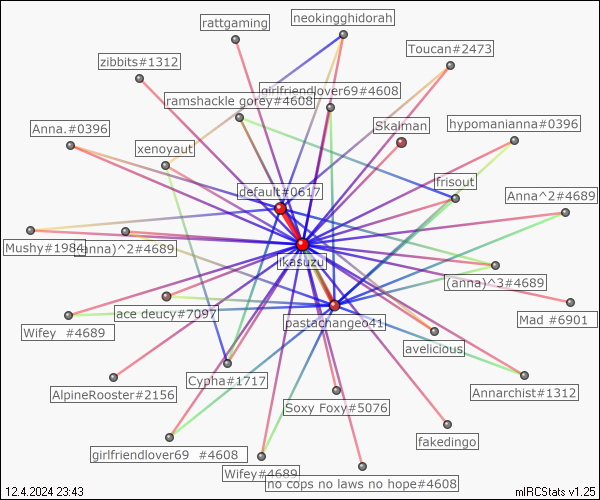 neokingghidorah
rattgaming
Toucan#2473
zibbits#1312
girlfriendlover69#4608
ramshackle gorey#4608
Skalman
hypomanianna#0396
Anna.#0396
xenoyaut
frisout
default#0617
Anna^2#4689
Mushy#1984
(anna)^2#4689
ikasuzu
(anna)^3#4689
ace deucy#7097
Mad #6901
pastachangeo41
Wifey #4689
avelicious
Cypha#1717
AlpineRooster#2156
Annarchist#1312
Soxy Foxy#5076
fakedingo
girlfriendlover69 #4608
Wifey#4689
no cops no laws no hope#4608
12.4.2024 23:43
mIRCStats v1.25